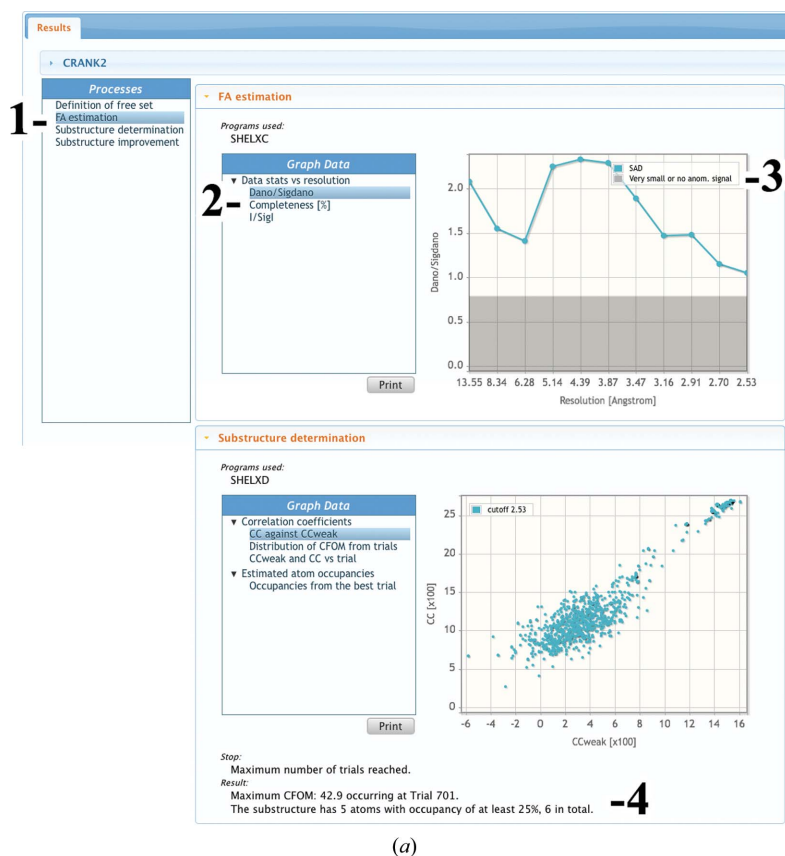 Results
CRANK2
Processes
Definition of free set
FA estimation
Substructure determination
Substructure improvement
1-
FA estimation
Programs used:
SHELXC
Graph Data
Data stats vs resolution
Dano/Sigdano
Completeness [%]
I/SigI
2-
Print
SAD
Very small or no anom. signal
-3
Dano/Sigdano
2.0
1.5
1.0
0.5
0.0
13.55 8.34 6.28 5.14 4.39 3.87 3.47 3.16 2.91 2.70 2.53
Resolution [Angstrom]
Substructure determination
Programs used:
SHELXD
Graph Data
Correlation coefficients
CC against CCweak
Distribution of CFOM from trials
CCweak and CC vs trial
Estimated atom occupancies
Occupancies from the best trial
Print
cutoff 2.53
CC [x100]
25
20
15
10
5
0
-6 -4 -2 0 2 4 6 8 10 12 14 16
CCweak [x100]
Stop:
Maximum number of trials reached.
Result:
Maximum CFOM: 42.9 occurring at Trial 701.
The substructure has 5 atoms with occupancy of at least 25%, 6 in total.
-4
(a)